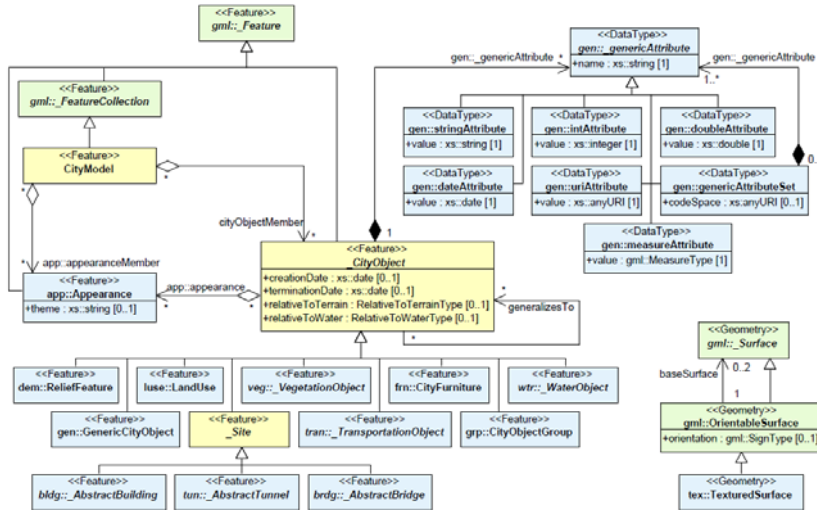 <<Feature>>
gml::_Feature
<<Feature>>
gml::_FeatureCollection
<<Feature>>
CityModel
*
*
*
cityObjectMember
*
app::appearanceMember
<<Feature>>
app::Appearance
+theme : xs::string [0..1]
app::appearance
*
*
<<Feature>>
_CityObject
+creationDate : xs::date [0..1]
+terminationDate : xs::date [0..1]
+relativeToTerrain : RelativeToTerrainType [0..1]
+relativeToWater : RelativeToWaterType [0..1]
1
*
generalizesTo
*
gen::_genericAttribute
*
<<DataType>>
gen::_genericAttribute
+name : xs::string [1]
gen::_genericAttribute
1..*
<<DataType>>
gen::stringAttribute
+value : xs::string [1]
<<DataType>>
gen::intAttribute
+value : xs::integer [1]
<<DataType>>
gen::doubleAttribute
+value : xs::double [1]
<<DataType>>
gen::dateAttribute
+value : xs::date [1]
<<DataType>>
gen::uriAttribute
+value : xs::anyURI [1]
<<DataType>>
gen::genericAttributeSet
+codeSpace : xs::anyURI [0..1]
0..
<<DataType>>
gen::measureAttribute
+value : gml::MeasureType [1]
<<Feature>>
dem::ReliefFeature
<<Feature>>
luse::LandUse
<<Feature>>
veg::_VegetationObject
<<Feature>>
frn::CityFurniture
<<Feature>>
wtr::_WaterObject
<<Feature>>
gen::GenericCityObject
<<Feature>>
_Site
<<Feature>>
tran::_TransportationObject
<<Feature>>
grp::CityObjectGroup
<<Feature>>
bldg::_AbstractBuilding
<<Feature>>
tun::_AbstractTunnel
<<Feature>>
brdg::_AbstractBridge
<<Geometry>>
gml::_Surface
baseSurface
0..2
1
<<Geometry>>
gml::OrientableSurface
+orientation : gml::SignType [0..1]
<<Geometry>>
tex::TexturedSurface